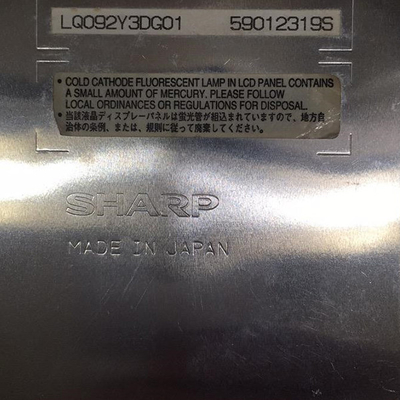 LQ092Y3DG01 59012319S
• COLD CATHODE FLUORESCENT LAMP IN LCD PANEL CONTAINS
A SMALL AMOUNT OF MERCURY. PLEASE FOLLOW
LOCAL ORDINANCES OR REGULATIONS FOR DISPOSAL.
• 当該液晶ディスプレーパネルは蛍光管が組込まれていますので、地方自
治体の条例、または、規則に従って廃棄してください。
SHARP
MADE IN JAPAN